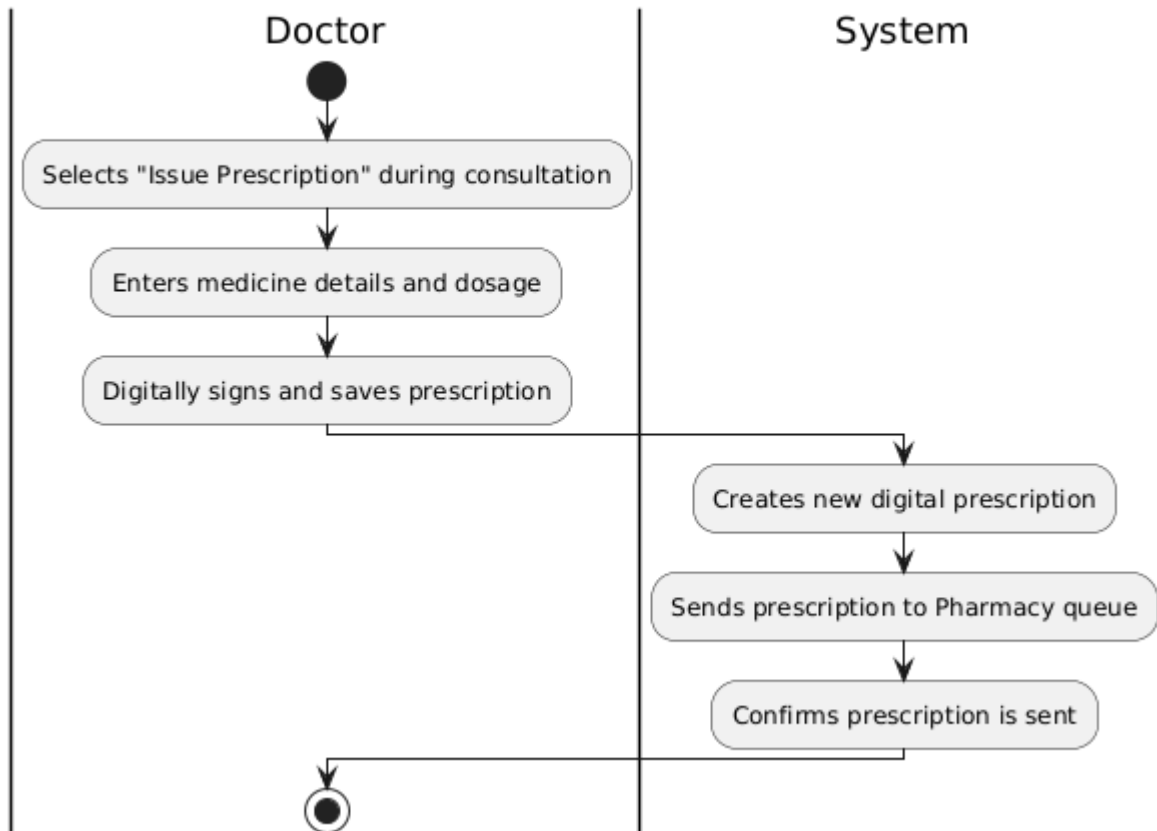 Doctor
System
Selects "Issue Prescription" during consultation
Enters medicine details and dosage
Digitally signs and saves prescription
Creates new digital prescription
Sends prescription to Pharmacy queue
Confirms prescription is sent